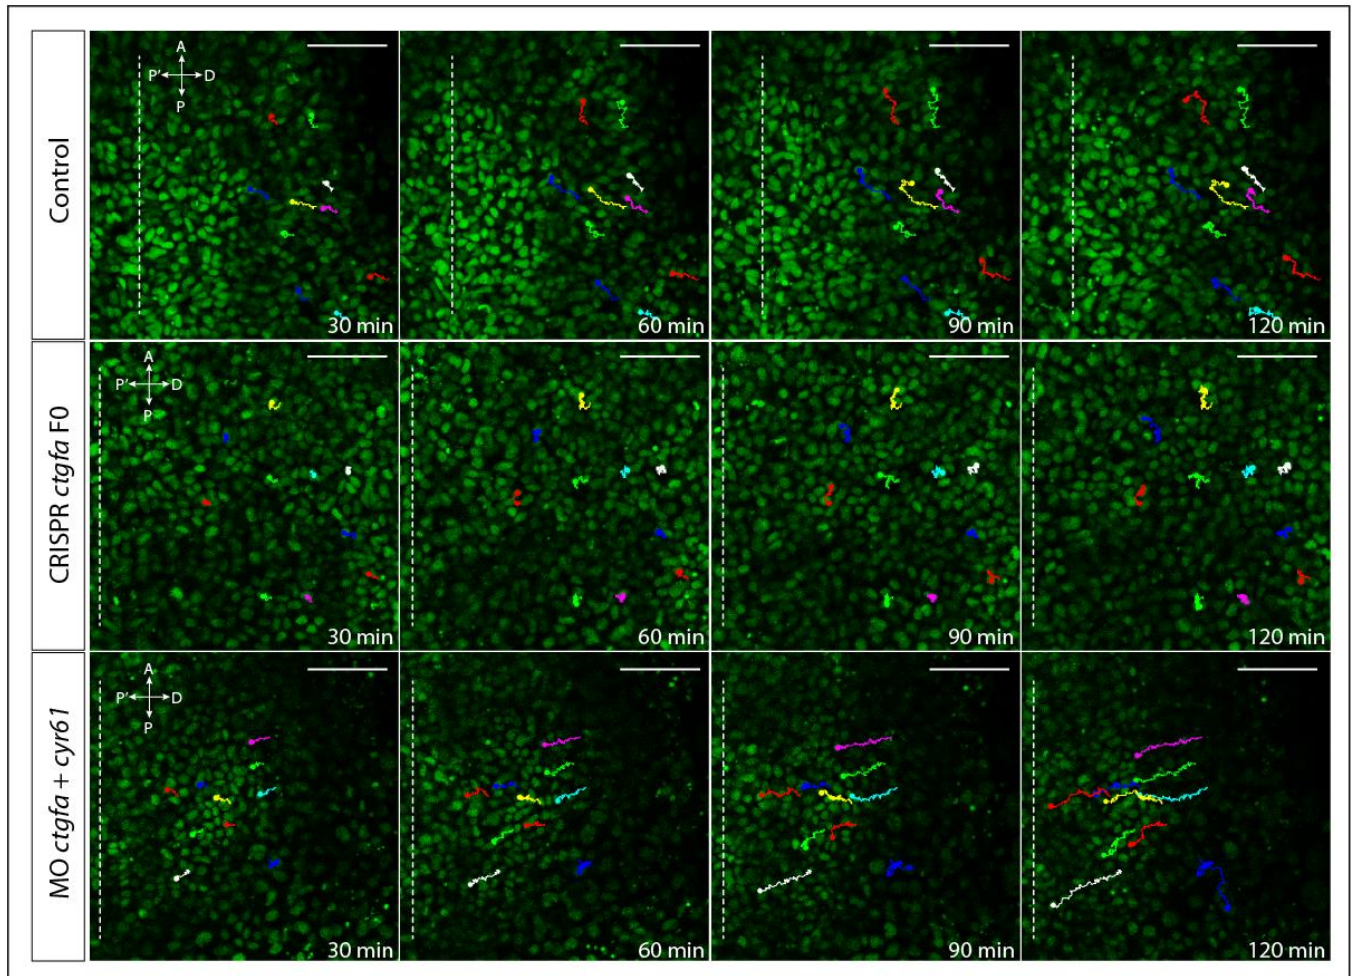 Control
A
P' D
P
30 min
60 min
90 min
120 min
CRISPR ctgfa F0
A
P' D
P
30 min
60 min
90 min
120 min
MO ctgfa + cyr61
A
P' D
P
30 min
60 min
90 min
120 min